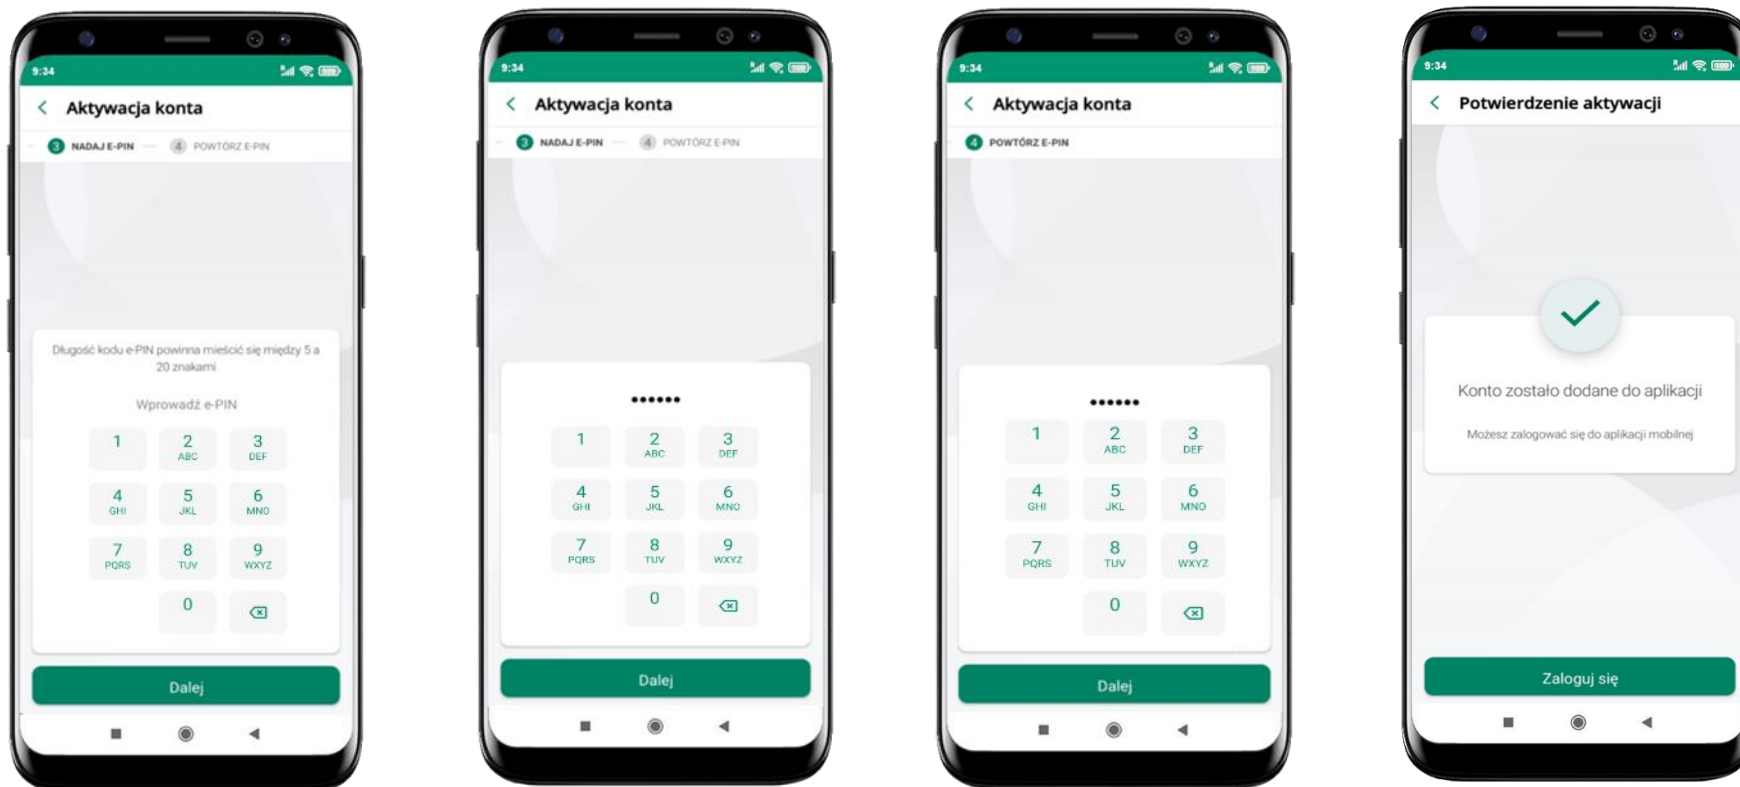 9:34
Aktywacja konta
3 NADAJ E-PIN 4 POWTÓRZ E-PIN
Długość kodu e-PIN powinna mieścić się między 5 a
20 znakami
Wprowadź e-PIN
1 2 3
ABC DEF
4 5 6
GHI JKL MNO
7 8 9
PQRS TUV WXYZ
0
Dalej
9:34
Aktywacja konta
3 NADAJ E-PIN 4 POWTÓRZ E-PIN
••••••
1 2 3
ABC DEF
4 5 6
GHI JKL MNO
7 8 9
PQRS TUV WXYZ
0
Dalej
9:34
Aktywacja konta
4 POWTÓRZ E-PIN
••••••
1 2 3
ABC DEF
4 5 6
GHI JKL MNO
7 8 9
PQRS TUV WXYZ
0
Dalej
9:34
Potwierdzenie aktywacji
Konto zostało dodane do aplikacji
Możesz zalogować się do aplikacji mobilnej
Zaloguj się